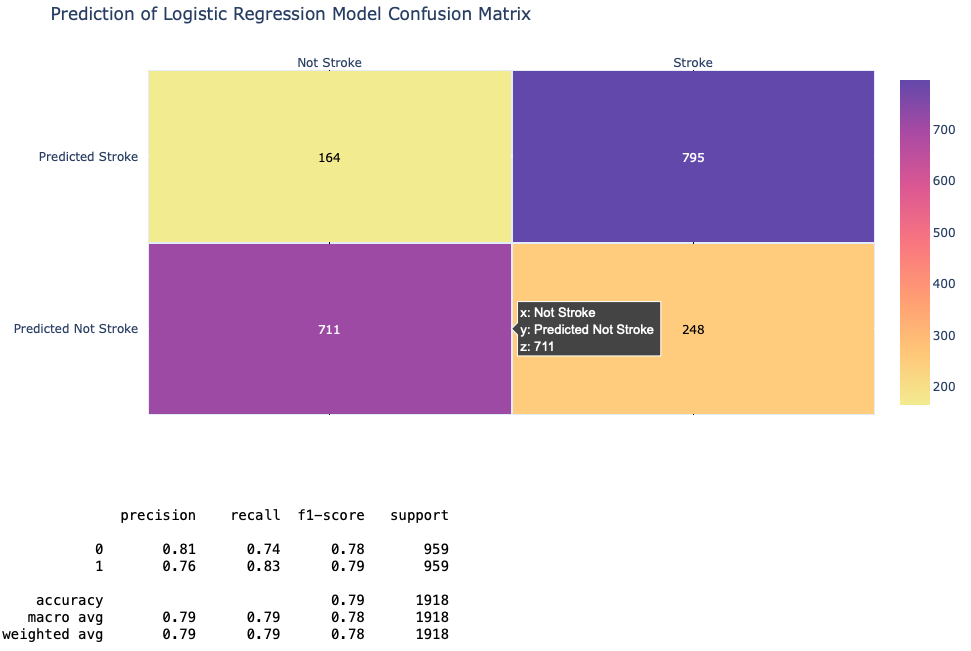 Prediction of Logistic Regression Model Confusion Matrix
Not Stroke Stroke
Predicted Stroke 164 795
Predicted Not Stroke 711 248
x: Not Stroke
y: Predicted Not Stroke
z: 711
700
600
500
400
300
200
precision recall f1-score support
0 0.81 0.74 0.78 959
1 0.76 0.83 0.79 959
accuracy 0.79 1918
macro avg 0.79 0.79 0.78 1918
weighted avg 0.79 0.79 0.78 1918